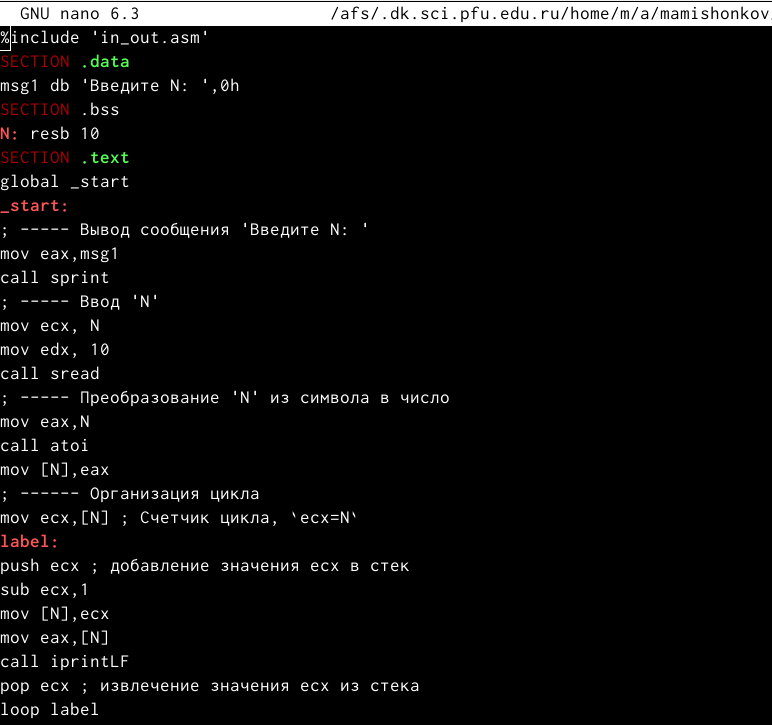 GNU nano 6.3 /afs/.dk.sci.pfu.edu.ru/home/m/a/mamishonkov/
%include 'in_out.asm'
SECTION .data
msg1 db 'Введите N: ',0h
SECTION .bss
N: resb 10
SECTION .text
global _start
_start:
; ----- Вывод сообщения 'Введите N: '
mov eax,msg1
call sprint
; ----- Ввод 'N'
mov ecx, N
mov edx, 10
call sread
; ----- Преобразование 'N' из символа в число
mov eax,N
call atoi
mov [N],eax
; ------ Организация цикла
mov ecx,[N] ; Счетчик цикла, `ecx=N`
label:
push ecx ; добавление значения ecx в стек
sub ecx,1
mov [N],ecx
mov eax,[N]
call iprintLF
pop ecx ; извлечение значения ecx из стека
loop label